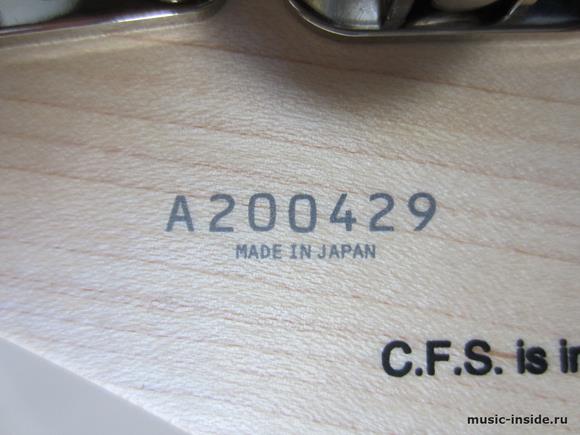 A200429
MADE IN JAPAN
C.F.S. is
music-inside.ru